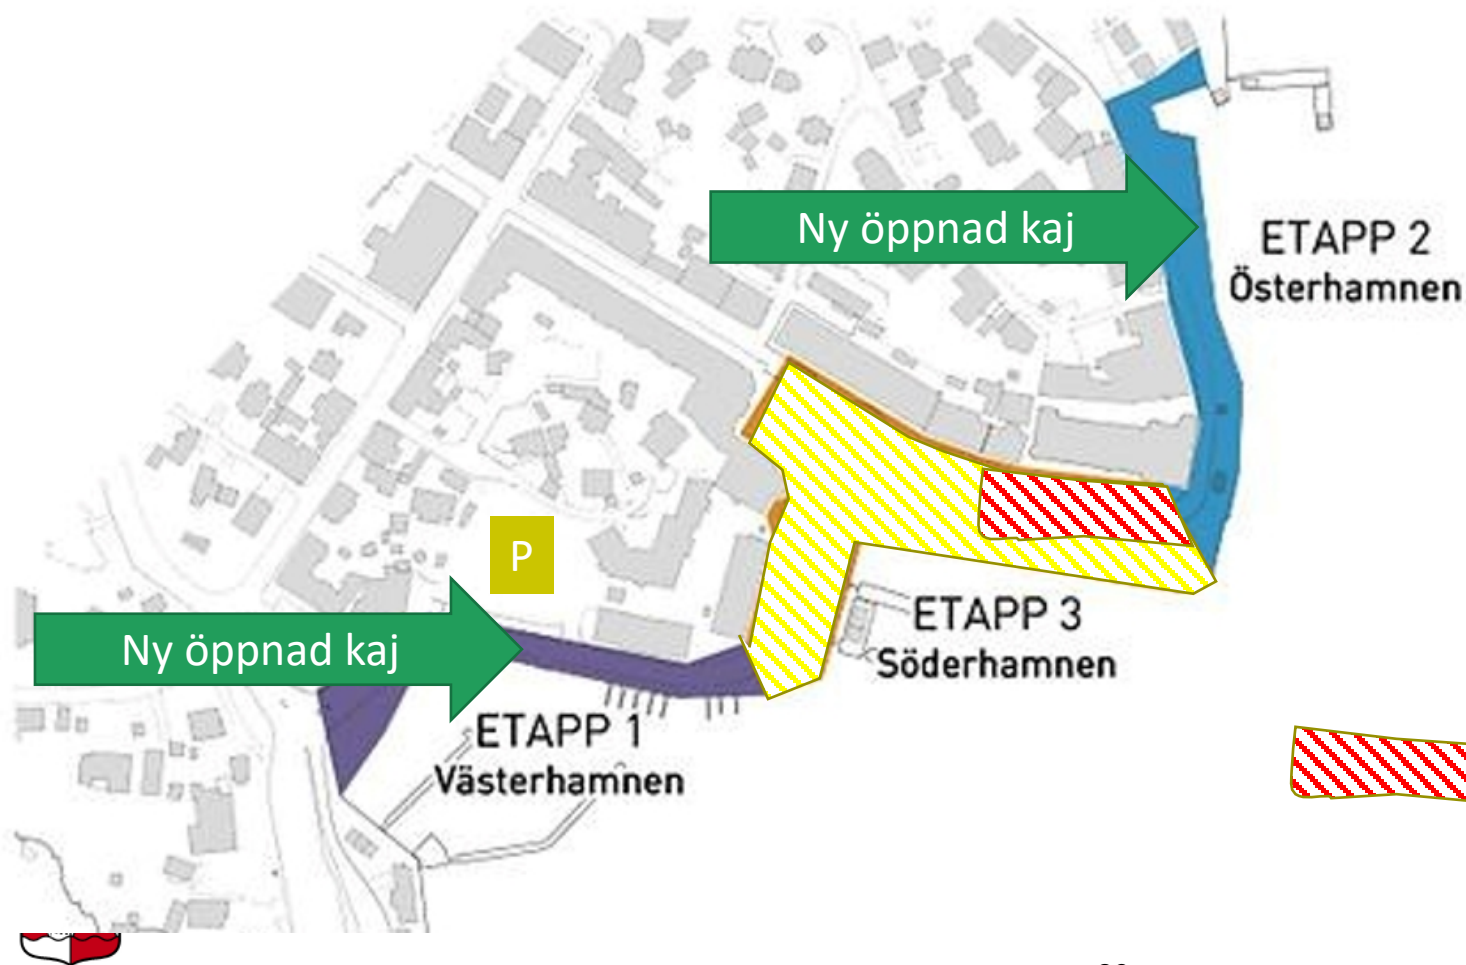 Ny öppnad kaj
ETAPP 2
Österhamnen
P
ETAPP 3
Söderhamnen
Ny öppnad kaj
ETAPP 1
Västerhamnen